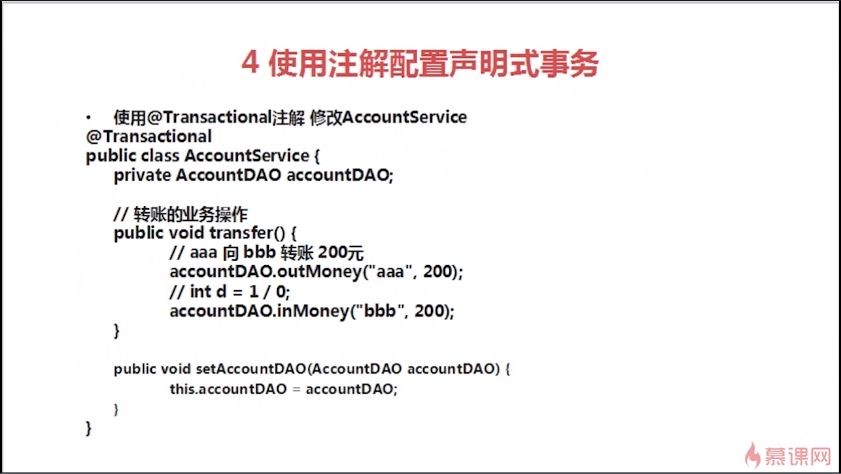 4 使用注解配置声明式事务
• 使用@Transactional注解 修改AccountService
@Transactional
public class AccountService {
private AccountDAO accountDAO;
// 转账的业务操作
public void transfer() {
// aaa 向 bbb 转账 200元
accountDAO.outMoney("aaa", 200);
// int d = 1 / 0;
accountDAO.inMoney("bbb", 200);
}
public void setAccountDAO(AccountDAO accountDAO) {
this.accountDAO = accountDAO;
}
}
慕课网